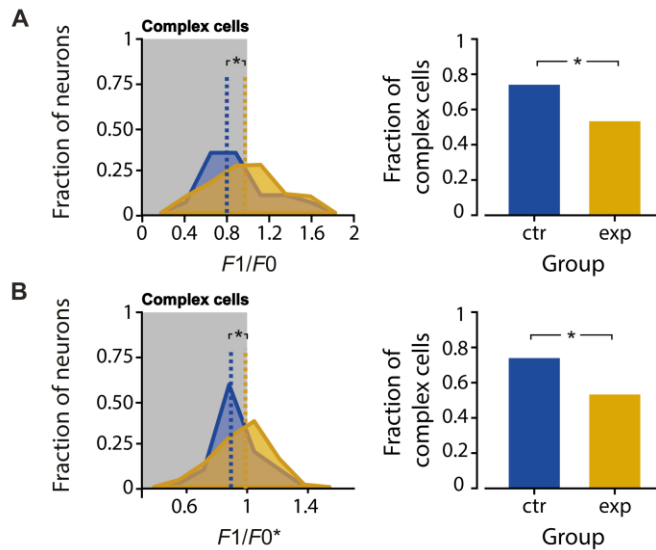 A
Complex cells
Fraction of neurons
1
0.75
0.50
0.25
0
*
0 0.4 0.8 1.2 1.6 2
F1/F0
Fraction of
complex cells
1
0.8
0.6
0.4
0.2
0
*
ctr exp
Group
B
Complex cells
Fraction of neurons
1
0.75
0.50
0.25
0
*
0.6 1 1.4
F1/F0*
Fraction of
complex cells
1
0.8
0.6
0.4
0.2
0
*
ctr exp
Group